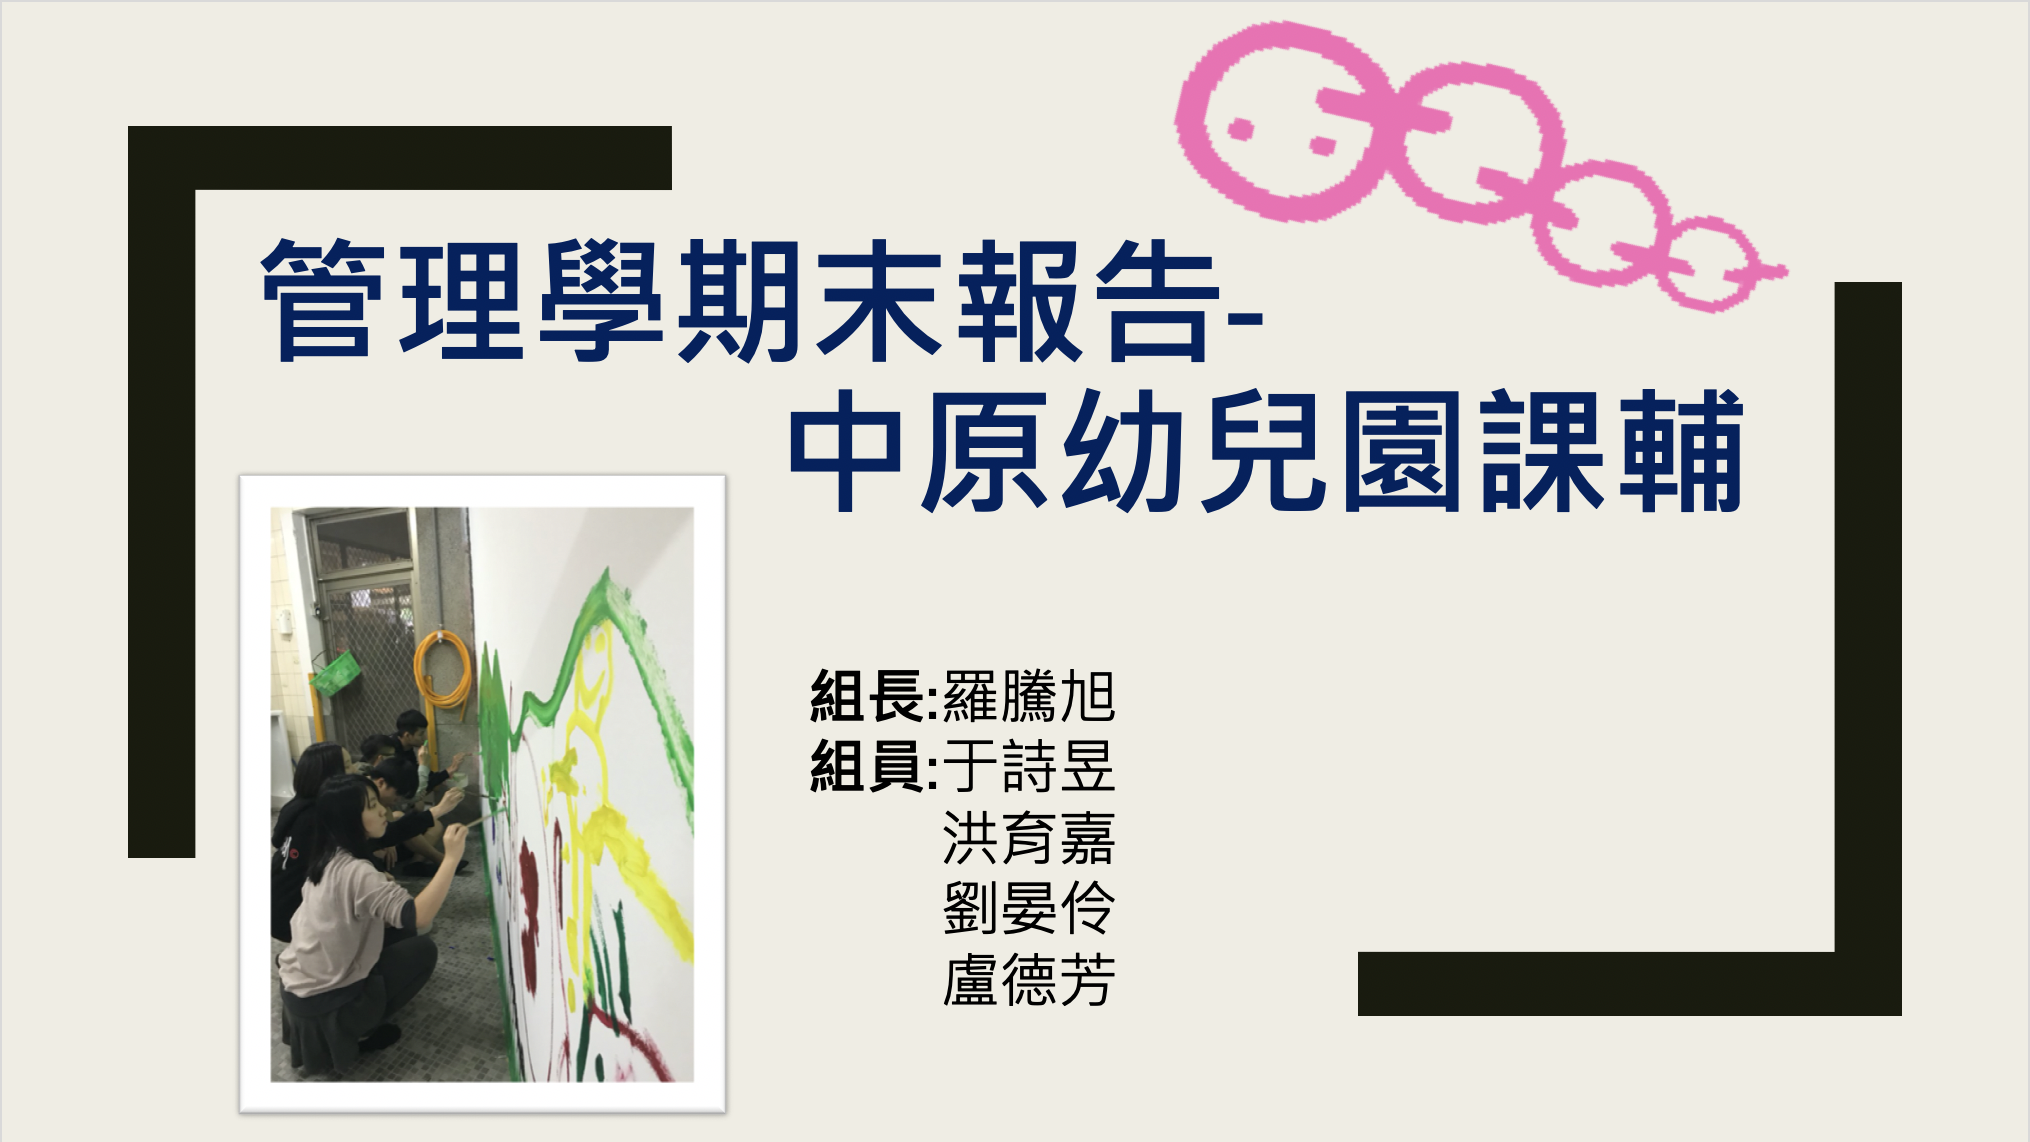 管理學期末報告-
中原幼兒園課輔
組長:羅騰旭
組員:于詩昱
洪育嘉
劉晏伶
盧德芳